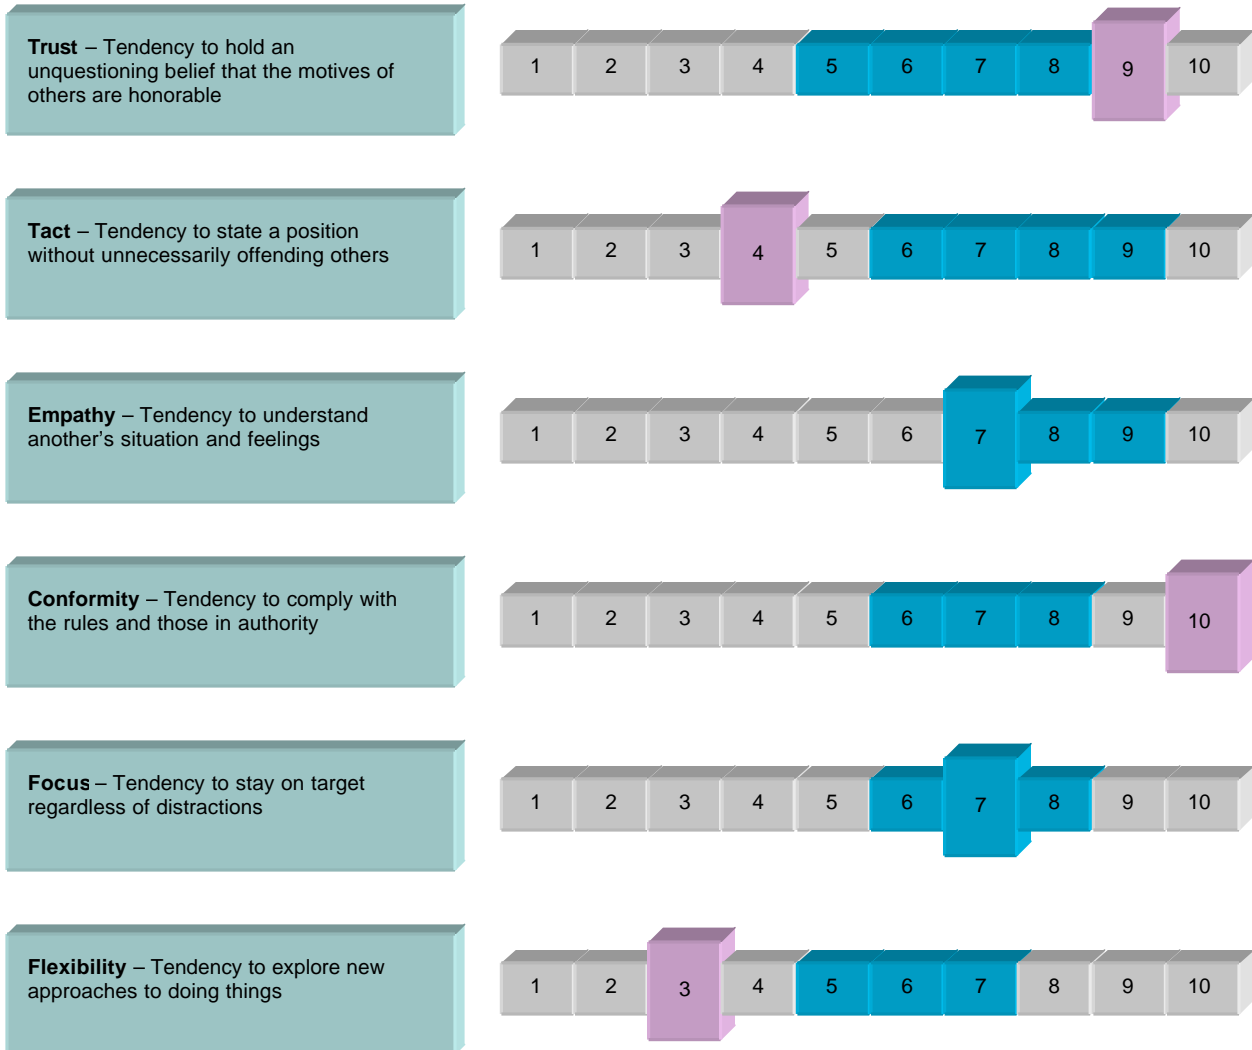 Trust – Tendency to hold an
unquestioning belief that the motives of
others are honorable
1 2 3 4 5 6 7 8 9 10
Tact – Tendency to state a position
without unnecessarily offending others
1 2 3 4 5 6 7 8 9 10
Empathy – Tendency to understand
another’s situation and feelings
1 2 3 4 5 6 7 8 9 10
Conformity – Tendency to comply with
the rules and those in authority
1 2 3 4 5 6 7 8 9 10
Focus – Tendency to stay on target
regardless of distractions
1 2 3 4 5 6 7 8 9 10
Flexibility – Tendency to explore new
approaches to doing things
1 2 3 4 5 6 7 8 9 10